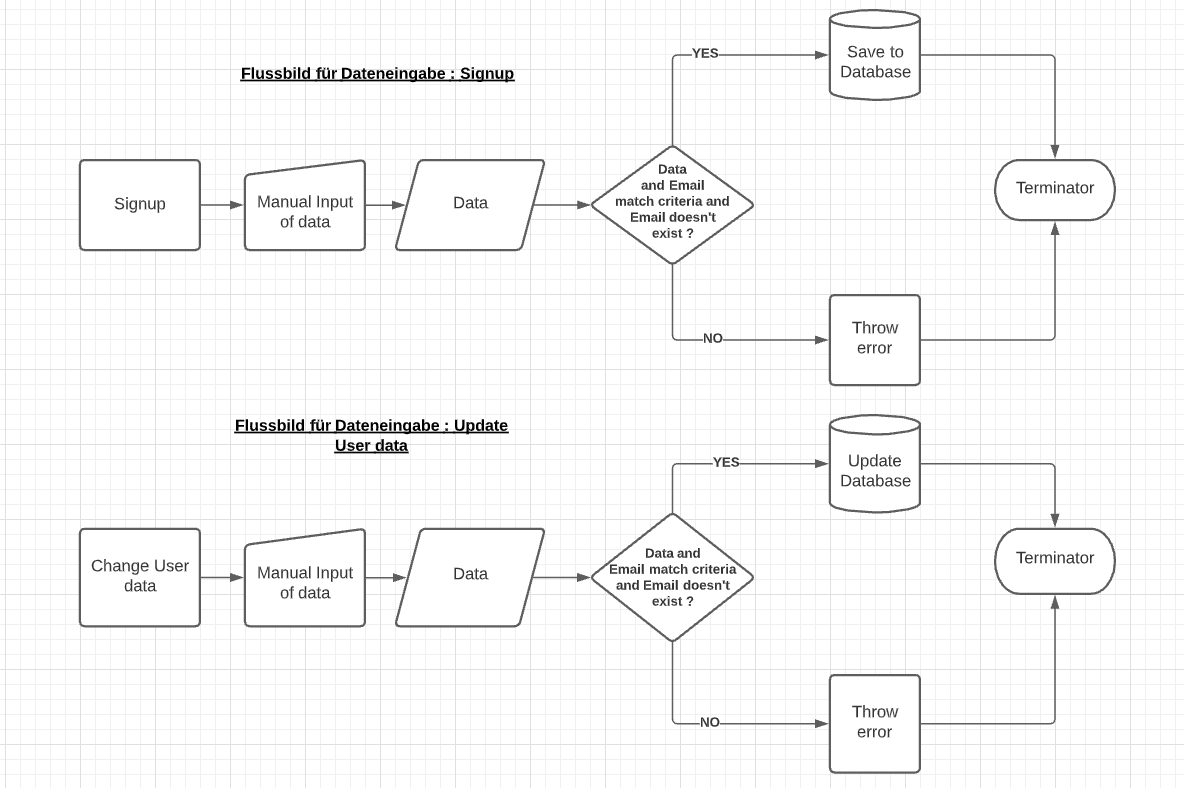 Flussbild für Dateneingabe : Signup
YES
Save to
Database
Signup
Manual Input
of data
Data
Data
and Email
match criteria and
Email doesn't
exist ?
Terminator
NO
Throw
error
Flussbild für Dateneingabe : Update
User data
YES
Update
Database
Change User
data
Manual Input
of data
Data
Data and
Email match criteria
and Email doesn't
exist ?
Terminator
NO
Throw
error